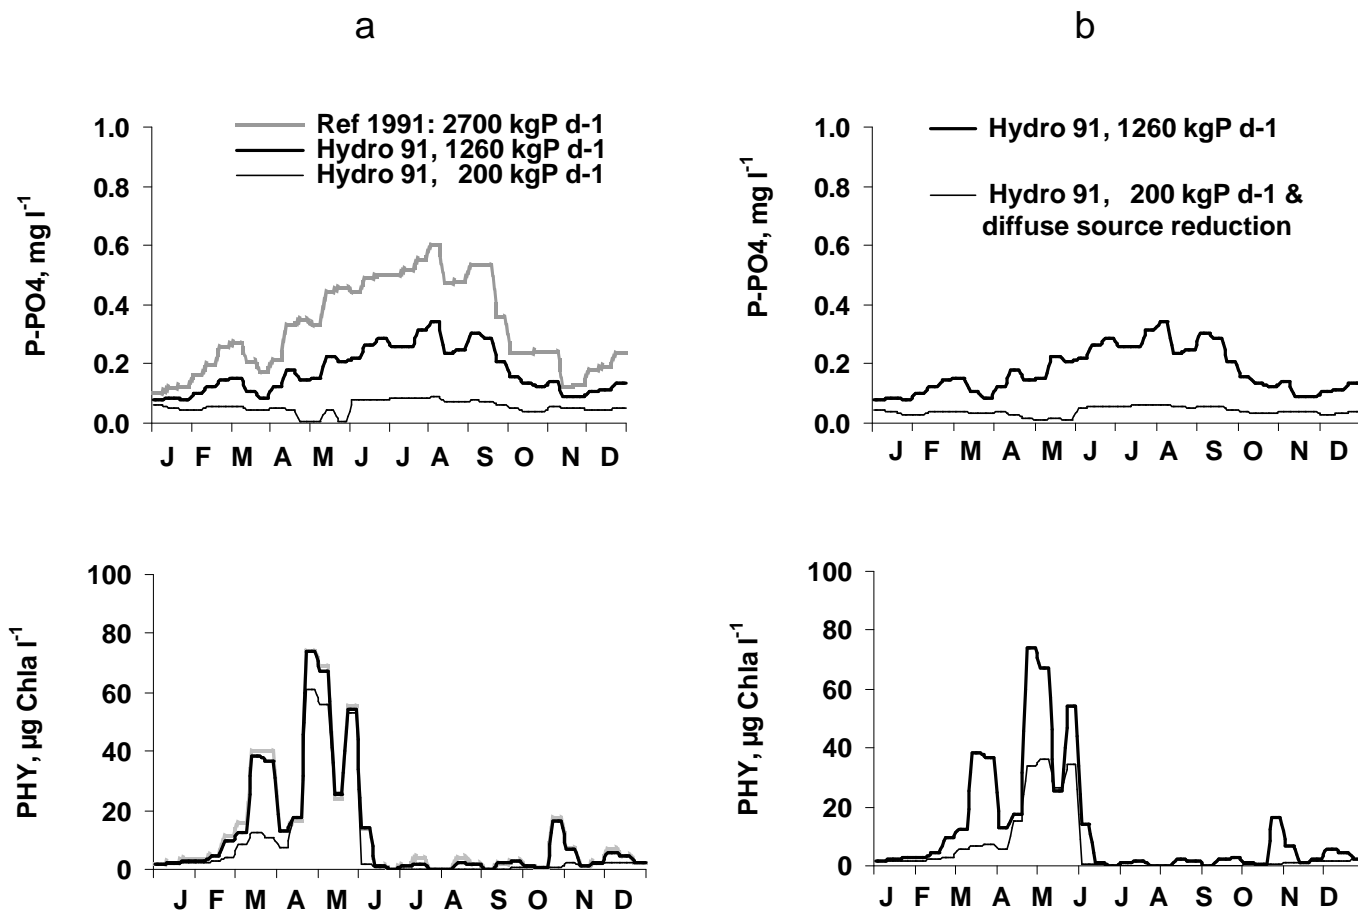 a
b
Ref 1991: 2700 kgP d-1
Hydro 91, 1260 kgP d-1
Hydro 91, 200 kgP d-1
P-PO4, mg l-1
1.0
0.8
0.6
0.4
0.2
0.0
J F M A M J J A S O N D
Hydro 91, 1260 kgP d-1
Hydro 91, 200 kgP d-1 &
diffuse source reduction
P-PO4, mg l-1
1.0
0.8
0.6
0.4
0.2
0.0
J F M A M J J A S O N D
PHY, µg Chla l-1
100
80
60
40
20
0
J F M A M J J A S O N D
PHY, µg Chla l-1
100
80
60
40
20
0
J F M A M J J A S O N D